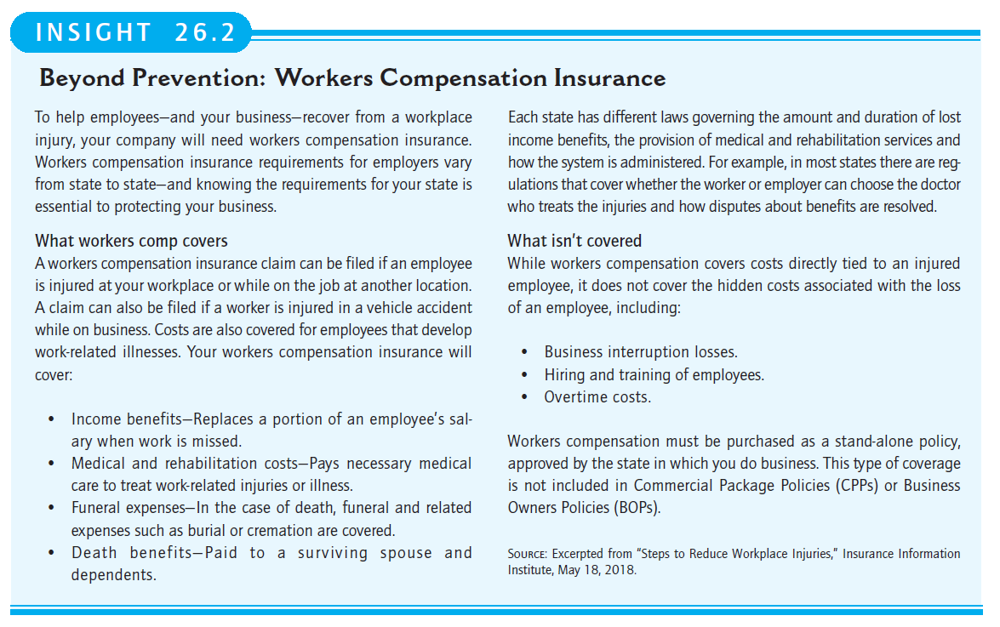 INSIGHT 26.2
Beyond Prevention: Workers Compensation Insurance
To help employees—and your business—recover from a workplace
injury, your company will need workers compensation insurance.
Workers compensation insurance requirements for employers vary
from state to state—and knowing the requirements for your state is
essential to protecting your business.
What workers comp covers
A workers compensation insurance claim can be filed if an employee
is injured at your workplace or while on the job at another location.
A claim can also be filed if a worker is injured in a vehicle accident
while on business. Costs are also covered for employees that develop
work-related illnesses. Your workers compensation insurance will
cover:
• Income benefits—Replaces a portion of an employee's sal-
ary when work is missed.
• Medical and rehabilitation costs—Pays necessary medical
care to treat work-related injuries or illness.
• Funeral expenses—In the case of death, funeral and related
expenses such as burial or cremation are covered.
• Death benefits—Paid to a surviving spouse and
dependents.
Each state has different laws governing the amount and duration of lost
income benefits, the provision of medical and rehabilitation services and
how the system is administered. For example, in most states there are reg-
ulations that cover whether the worker or employer can choose the doctor
who treats the injuries and how disputes about benefits are resolved.
What isn't covered
While workers compensation covers costs directly tied to an injured
employee, it does not cover the hidden costs associated with the loss
of an employee, including:
• Business interruption losses.
• Hiring and training of employees.
• Overtime costs.
Workers compensation must be purchased as a stand-alone policy,
approved by the state in which you do business. This type of coverage
is not included in Commercial Package Policies (CPPs) or Business
Owners Policies (BOPs).
SOURCE: Excerpted from "Steps to Reduce Workplace Injuries," Insurance Information
Institute, May 18, 2018.